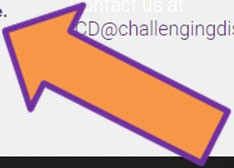 e.
ontact us at
CD@challengingdis